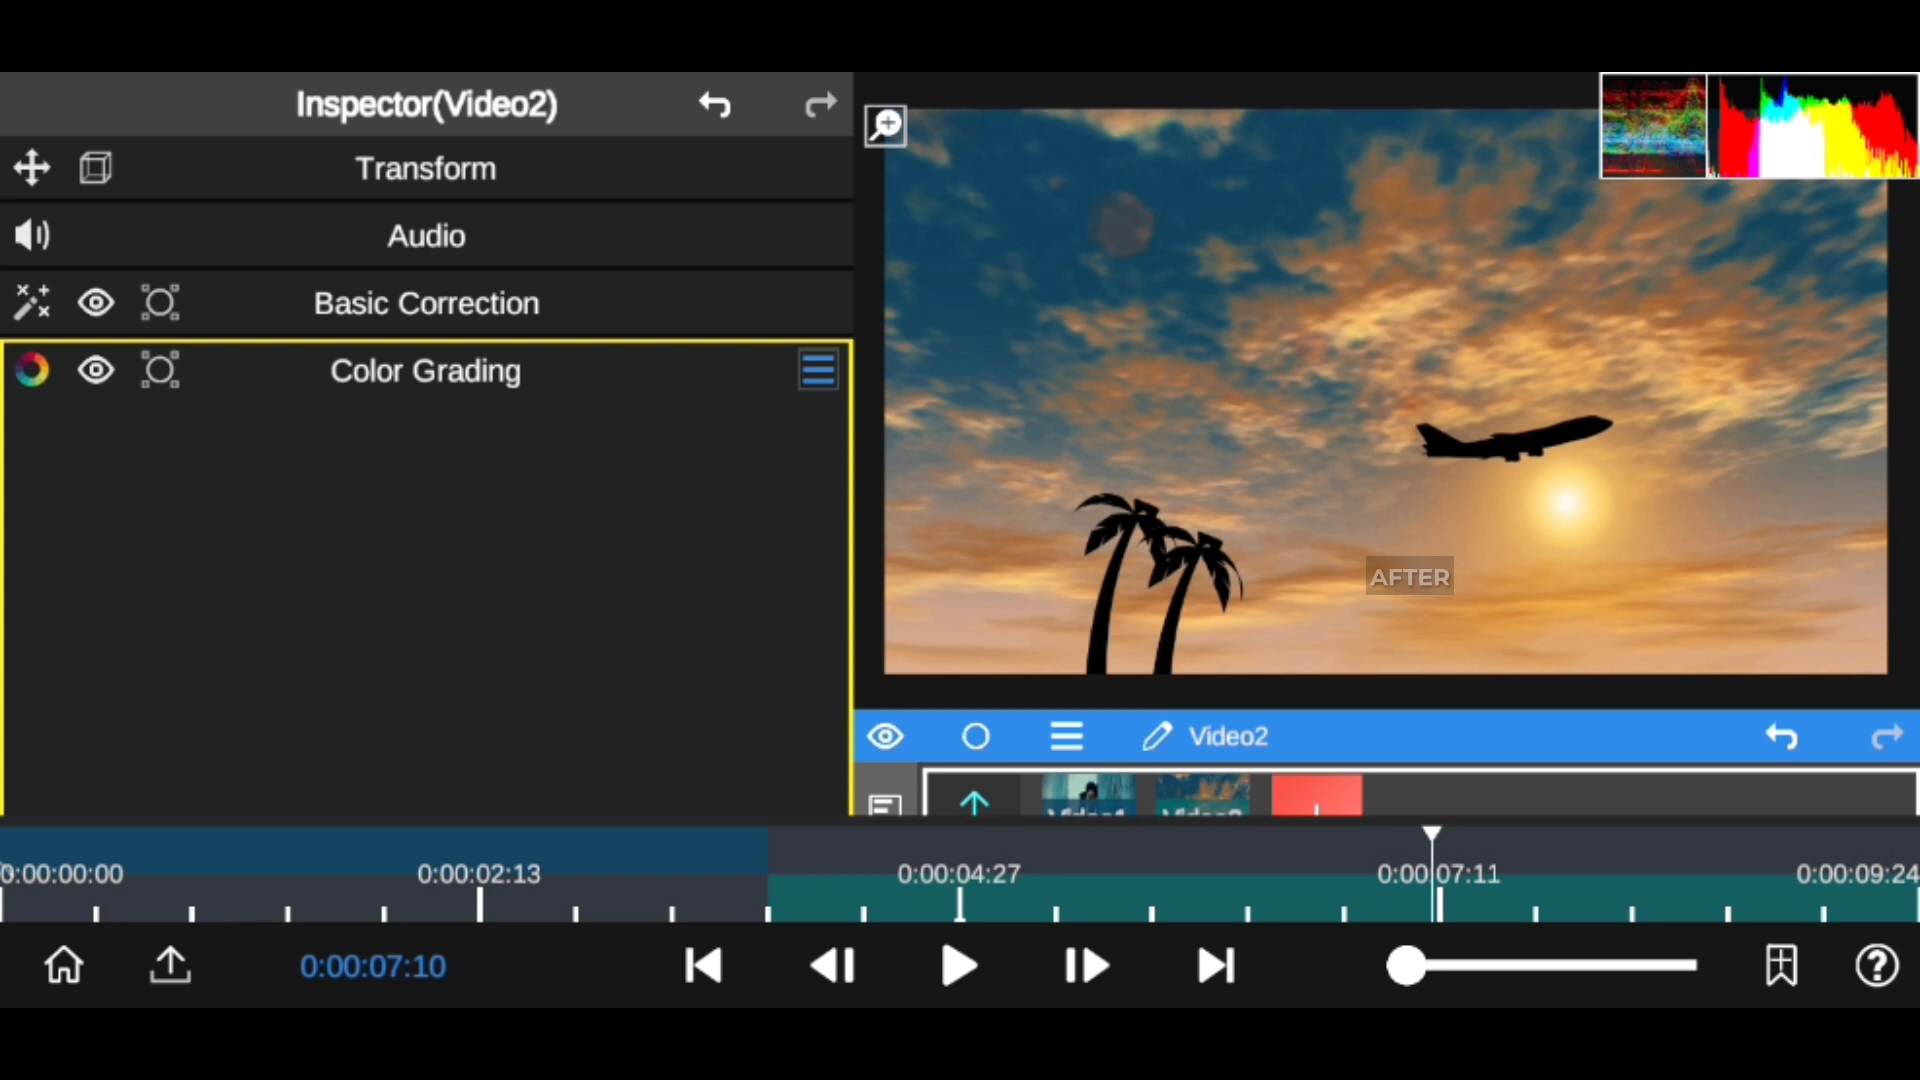 Inspector(Video2)
Transform
Audio
Basic Correction
Color Grading
AFTER
Video2
0:00:00:00
0:00:02:13
0:00:04:27
0:00:07:11
0:00:09:24
0:00:07:10